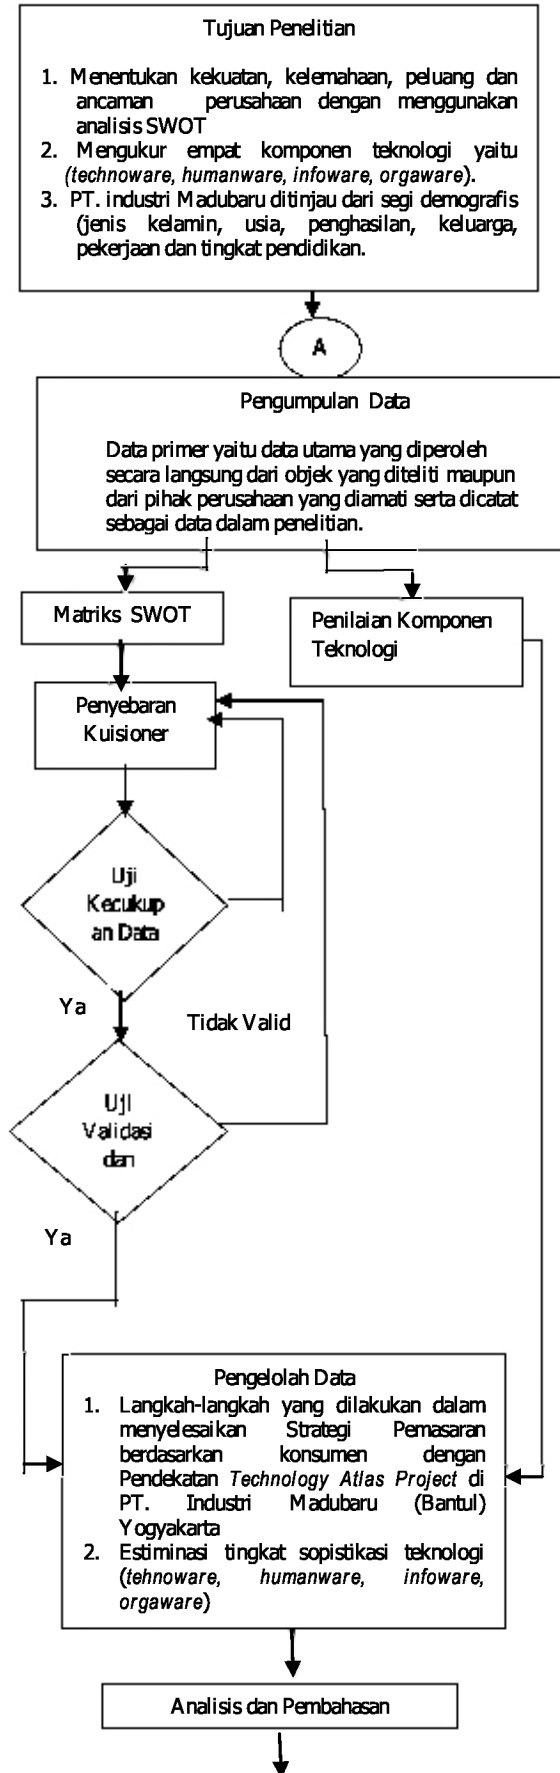 Tujuan Penelitian
1. Menentukan kekuatan, kelemahaan, peluang dan
ancaman perusahaan dengan menggunakan
analisis SWOT
2. Mengukur empat komponen teknologi yaitu
(technoware, humanware, infoware, orgaware).
3. PT. industri Madubaru ditinjau dari segi demografis
(jenis kelamin, usia, penghasilan, keluarga,
pekerjaan dan tingkat pendidikan.
A
Pengumpulan Data
Data primer yaitu data utama yang diperoleh
secara langsung dari objek yang diteliti maupun
dari pihak perusahaan yang diamati serta dicatat
sebagai data dalam penelitian.
Matriks SWOT
Penilaian Komponen
Teknologi
Penyebaran
Kuisioner
Uji
Kecukup
an Data
Ya
Tidak Valid
UjI
Validasi
dan
Ya
Pengelolah Data
1. Langkah-langkah yang dilakukan dalam
menyelesaikan Strategi Pemasaran
berdasarkan konsumen dengan
Pendekatan Technology Atlas Project di
PT. Industri Madubaru (Bantul)
Yogyakarta
2. Estiminasi tingkat sopistikasi teknologi
(tehnoware, humanware, infoware,
orgaware)
Analisis dan Pembahasan